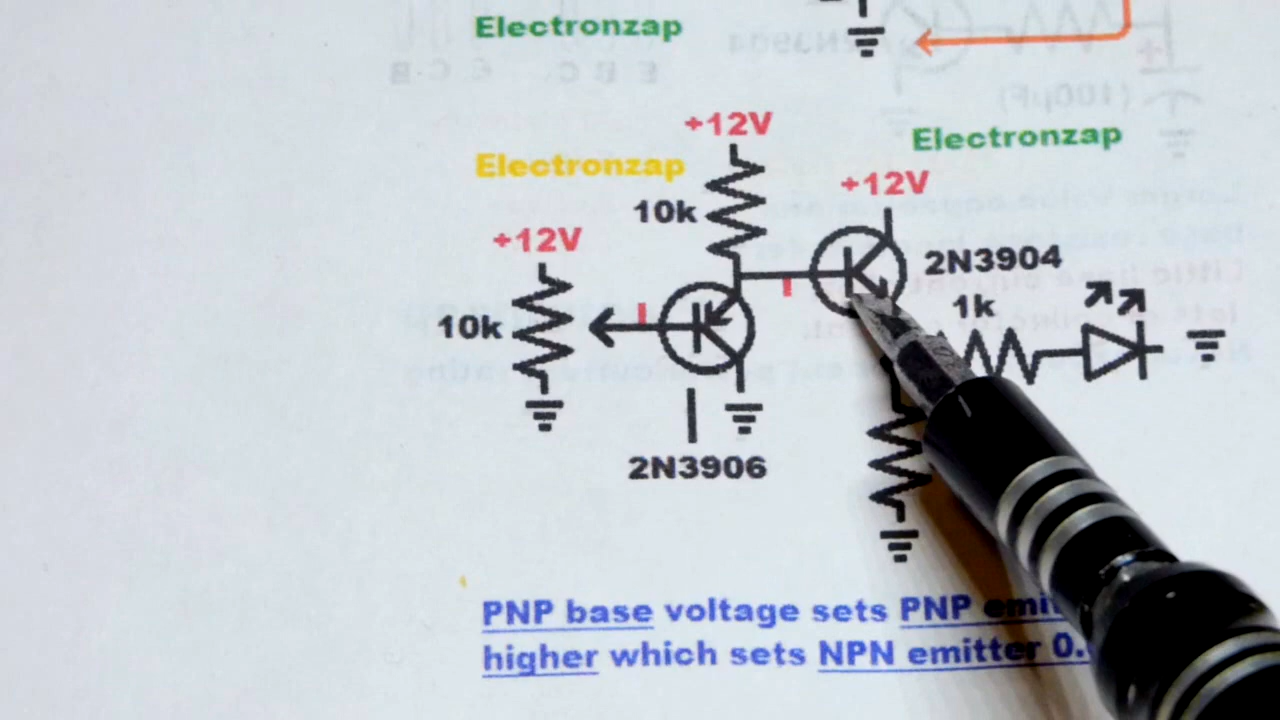 Electronzap
+12V
Electronzap
Electronzap
+12V
10k
+12V
2N3904
1k
10k
2N3906
PNP base voltage sets PNP
higher which sets NPN emitter 0.